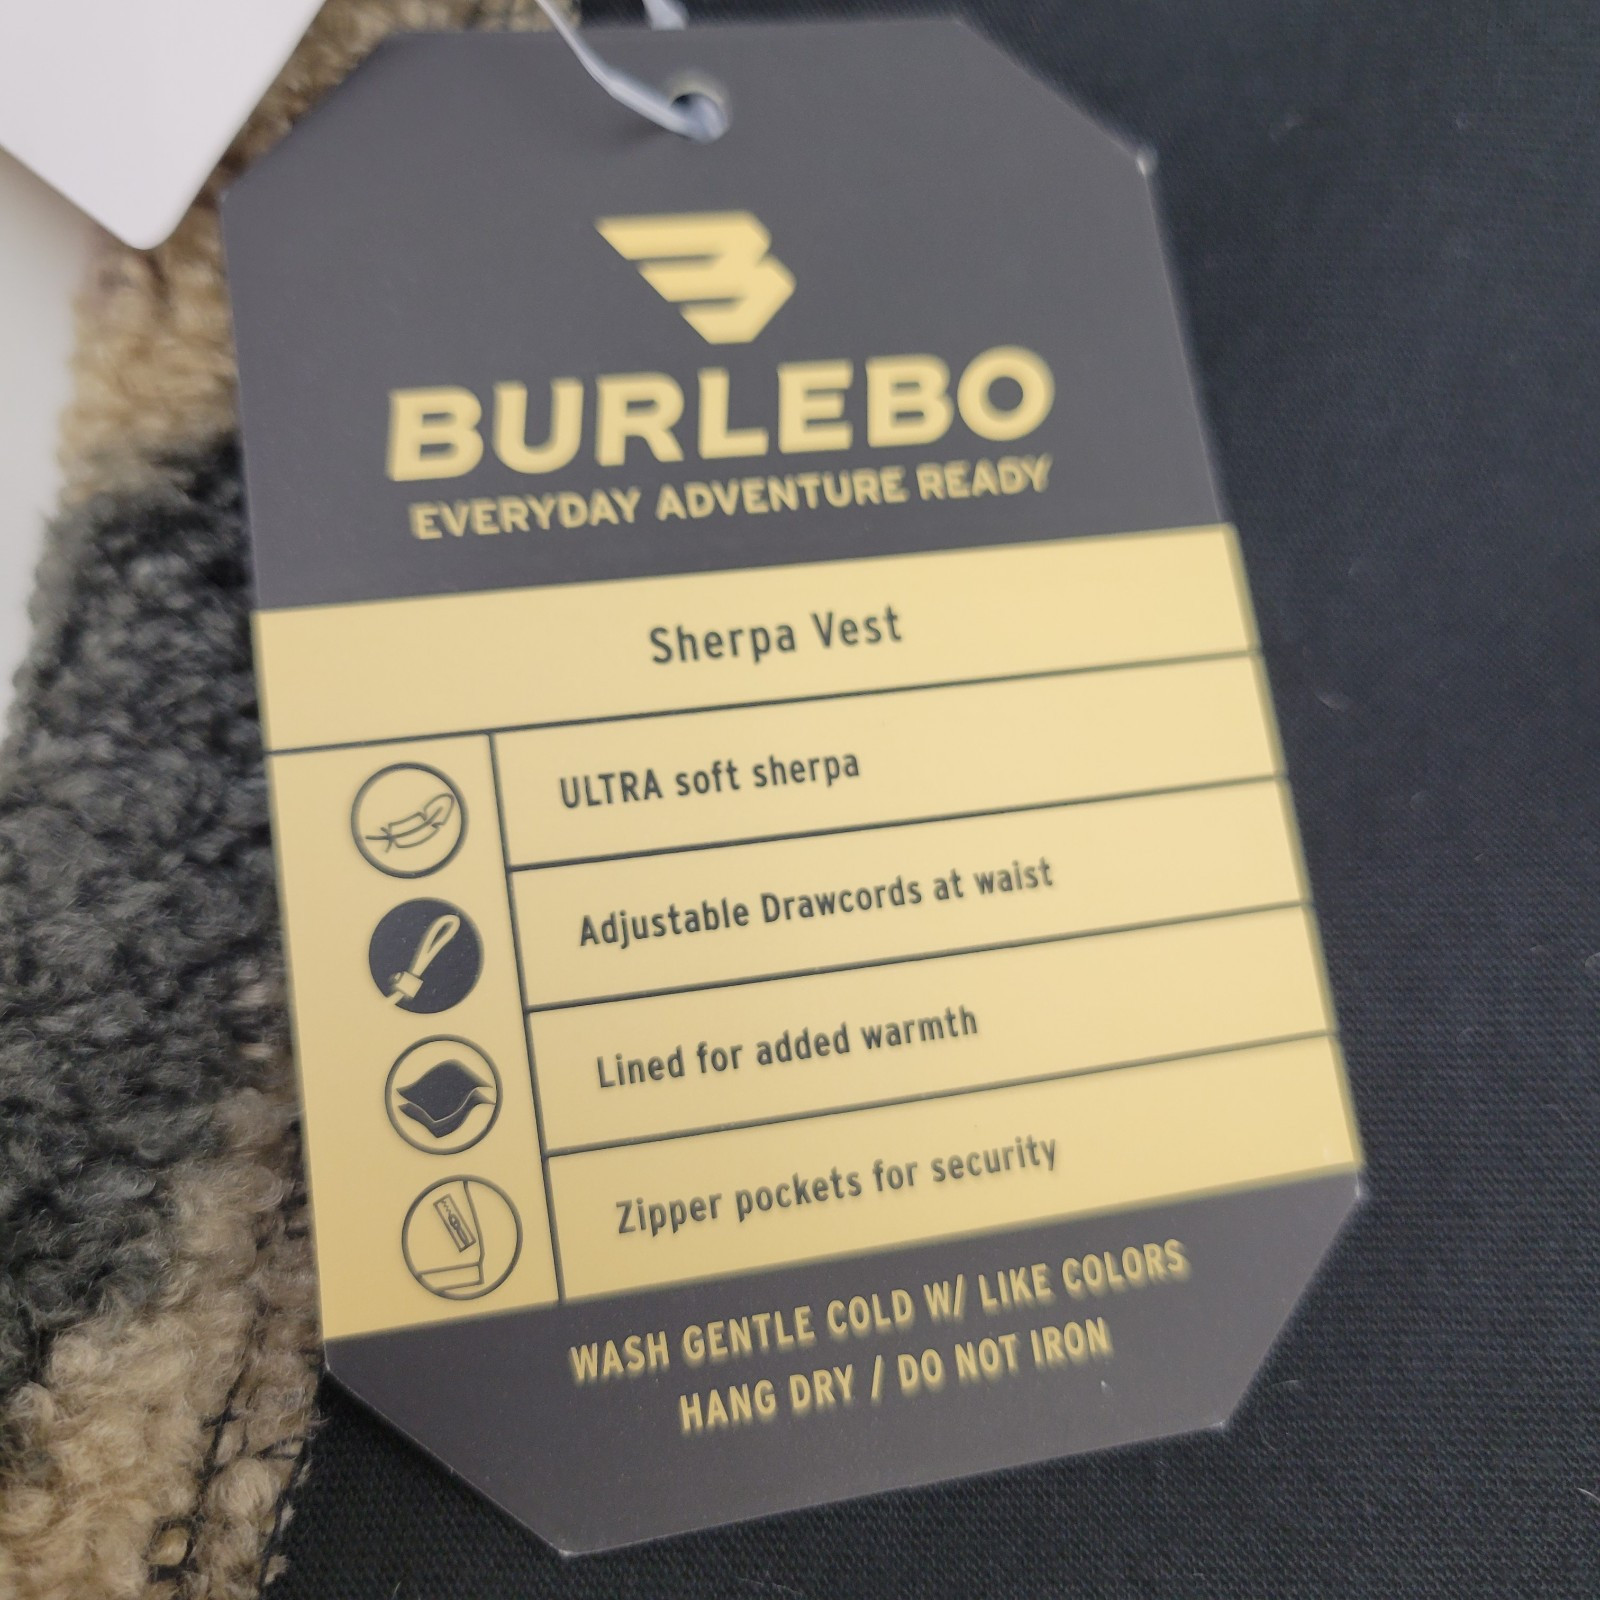 BURLEBO
EVERYDAY ADVENTURE READY
Sherpa Vest
ULTRA soft sherpa
Adjustable Drawcords at waist
Lined for added warmth
Zipper pockets for security
WASH GENTLE COLD W/ LIKE COLORS
HANG DRY / DO NOT IRON